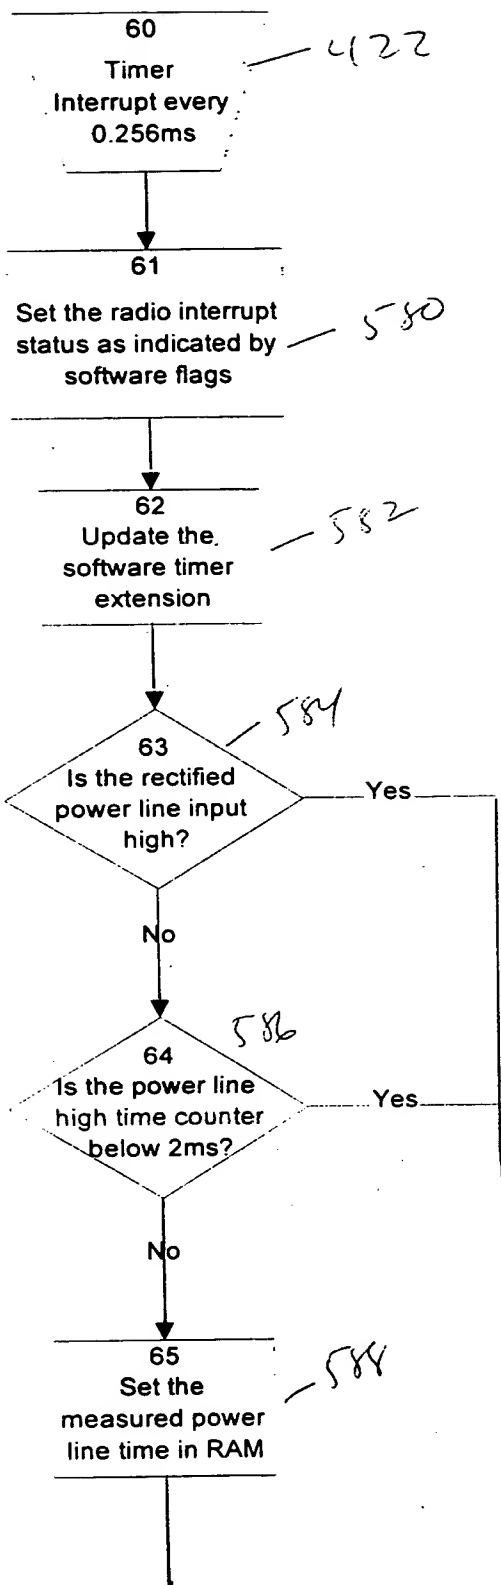 60
422
Timer
Interrupt every
0.256ms
61
Set the radio interrupt
status as indicated by
software flags
580
62
Update the
software timer
extension
582
584
63
Is the rectified
power line input
high?
Yes
No
586
64
Is the power line
high time counter
below 2ms?
Yes
No
65
Set the
measured power
line time in RAM
588